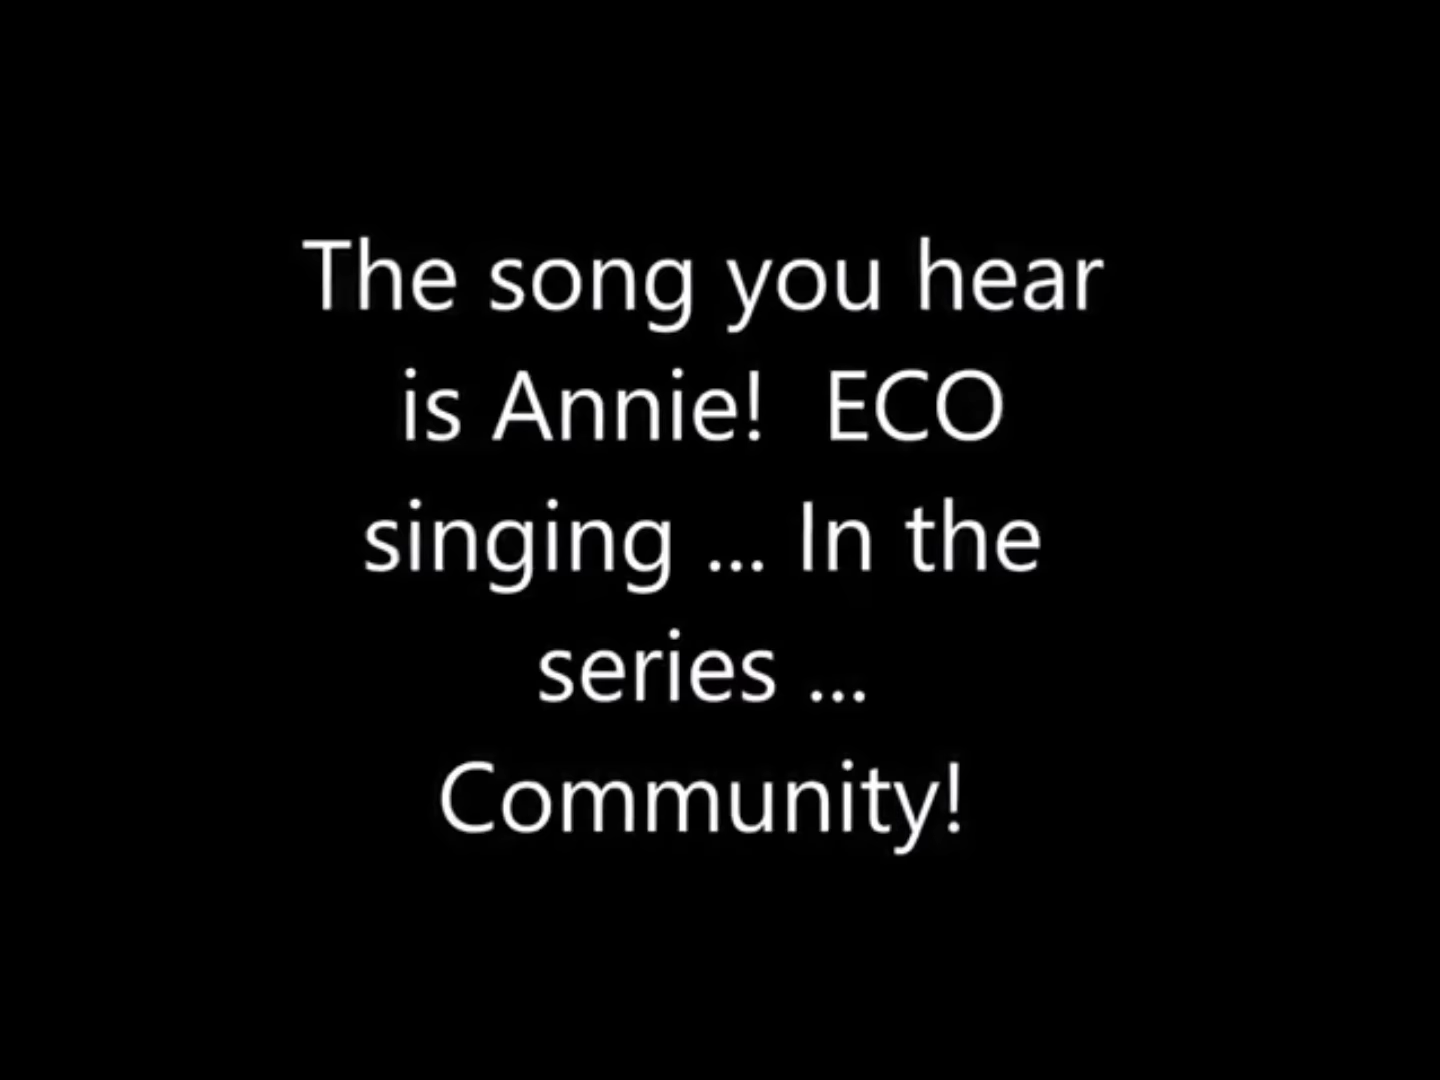 The song you hear
is Annie!  ECO
singing ... In the
series ...
Community!